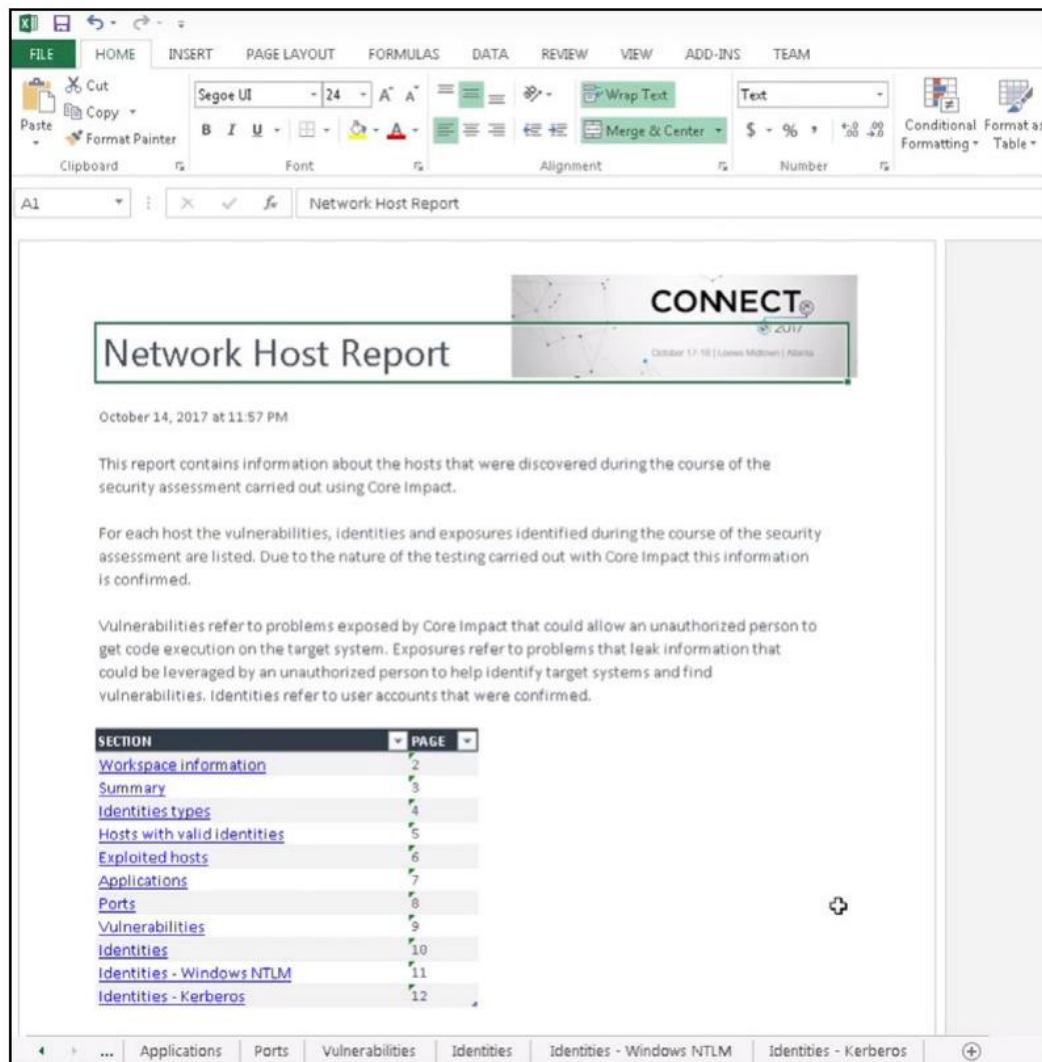 FILE HOME INSERT PAGE LAYOUT FORMULAS DATA REVIEW VIEW ADD-INS TEAM
Cut
Copy
Format Painter
Paste
Segoe UI 24
Wrap Text
Merge & Center
Text
Conditional Formatting
Format as Table
B I U
$ %
Clipboard Font Alignment Number
A1 Network Host Report
CONNECT
2017
October 17-18 | Loews Midtown | Atlanta
Network Host Report
October 14, 2017 at 11:57 PM
This report contains information about the hosts that were discovered during the course of the
security assessment carried out using Core Impact.
For each host the vulnerabilities, identities and exposures identified during the course of the security
assessment are listed. Due to the nature of the testing carried out with Core Impact this information
is confirmed.
Vulnerabilities refer to problems exposed by Core Impact that could allow an unauthorized person to
get code execution on the target system. Exposures refer to problems that leak information that
could be leveraged by an unauthorized person to help identify target systems and find
vulnerabilities. Identities refer to user accounts that were confirmed.
SECTION PAGE
Workspace information 2
Summary 3
Identities types 4
Hosts with valid identities 5
Exploited hosts 6
Applications 7
Ports 8
Vulnerabilities 9
Identities 10
Identities - Windows NTLM 11
Identities - Kerberos 12
... Applications Ports Vulnerabilities Identities Identities - Windows NTLM Identities - Kerberos